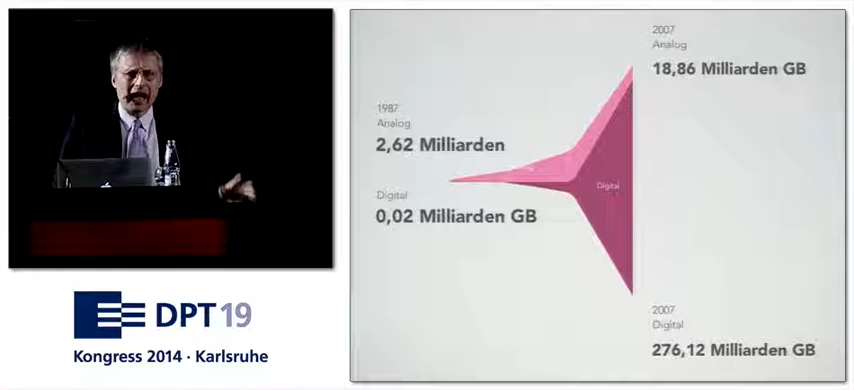 DPT 19
Kongress 2014 · Karlsruhe
1987
Analog
2,62 Milliarden
Digital
0,02 Milliarden GB
Digital
2007
Analog
18,86 Milliarden GB
2007
Digital
276,12 Milliarden GB